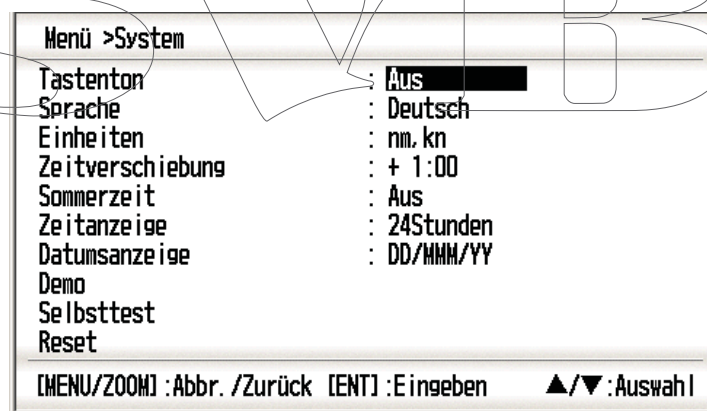 Menü >System
Tastenton : Aus
Sprache : Deutsch
Einheiten : nm,kn
Zeitverschiebung : + 1:00
Sommerzeit : Aus
Zeitanzeige : 24Stunden
Datumsanzeige : DD/MMM/YY
Demo
Selbsttest
Reset
[MENU/ZOOM]:Abbr./Zurück [ENT]:Eingeben ▲/▼:Auswahl